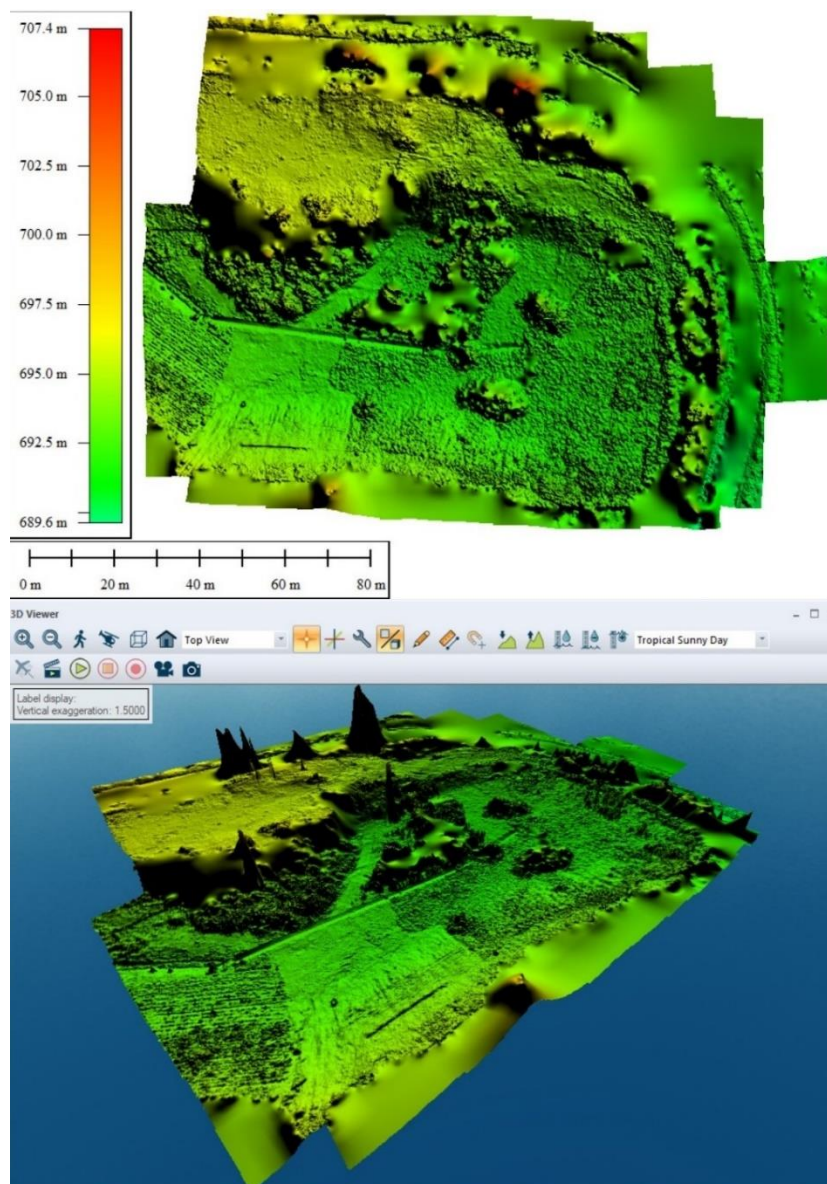 707.4 m
705.0 m
702.5 m
700.0 m
697.5 m
695.0 m
692.5 m
689.6 m
0 m 20 m 40 m 60 m 80 m
3D Viewer
Top View
Tropical Sunny Day
Label display:
Vertical exaggeration: 1.5000